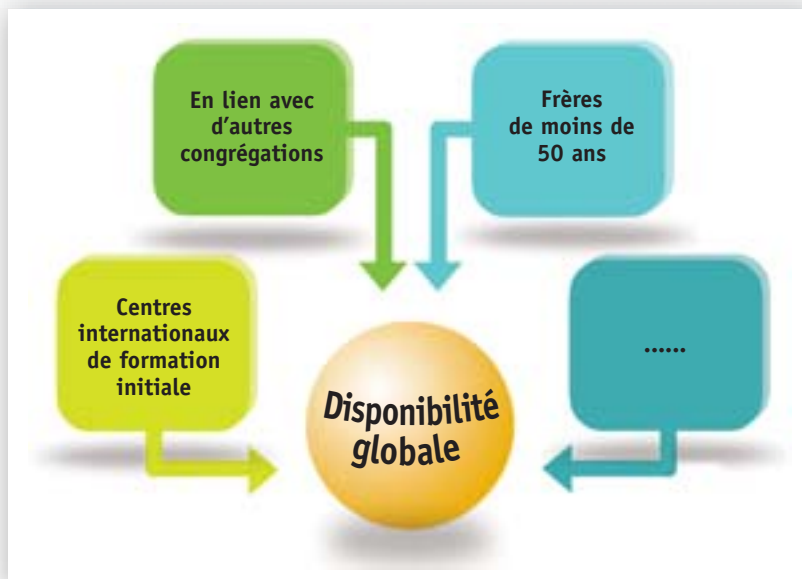 En lien avec
d'autres
congrégations
Frères
de moins de
50 ans
Centres
internationaux
de formation
initiale
......
Disponibilité
globale